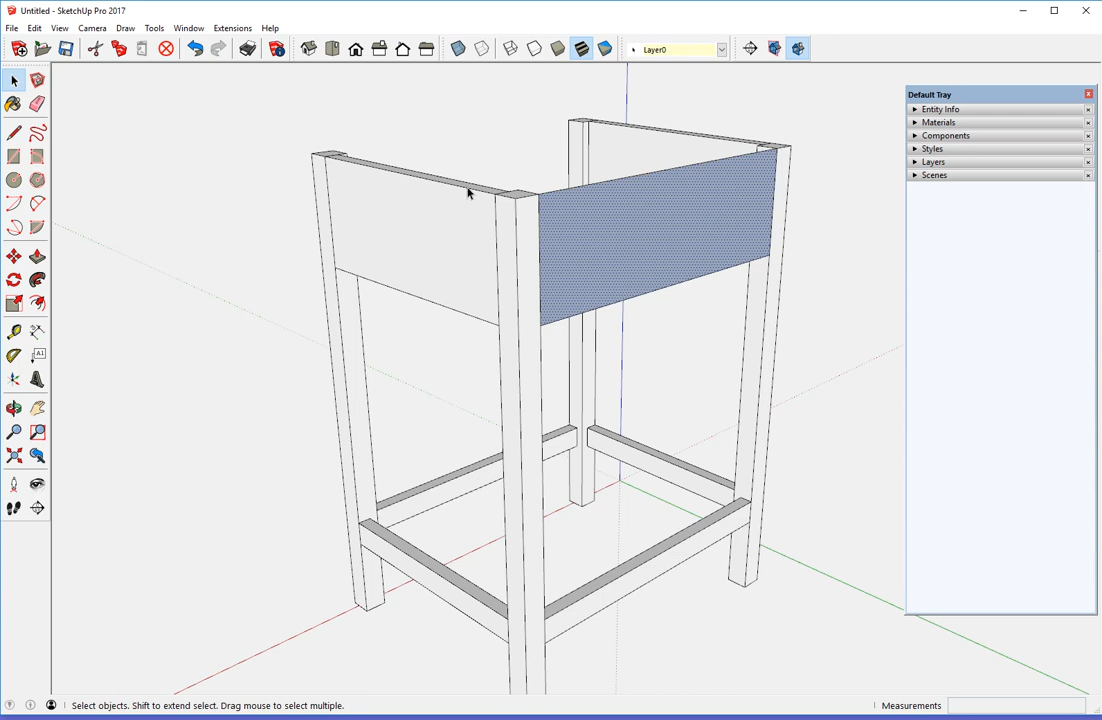 Untitled - SketchUp Pro 2017
File Edit View Camera Draw Tools Window Extensions Help
Layer0
Default Tray
Entity Info
Materials
Components
Styles
Layers
Scenes
A1
Select objects. Shift to extend select. Drag mouse to select multiple.
Measurements